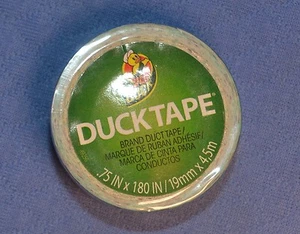 DUCKTAPE®
BRAND DUCT TAPE/
MARQUE DE RUBAN ADHÉSIF/
MARCA DE CINTA PARA
CONDUCTOS
.75 IN x 180 IN / 19mm x 4,5m